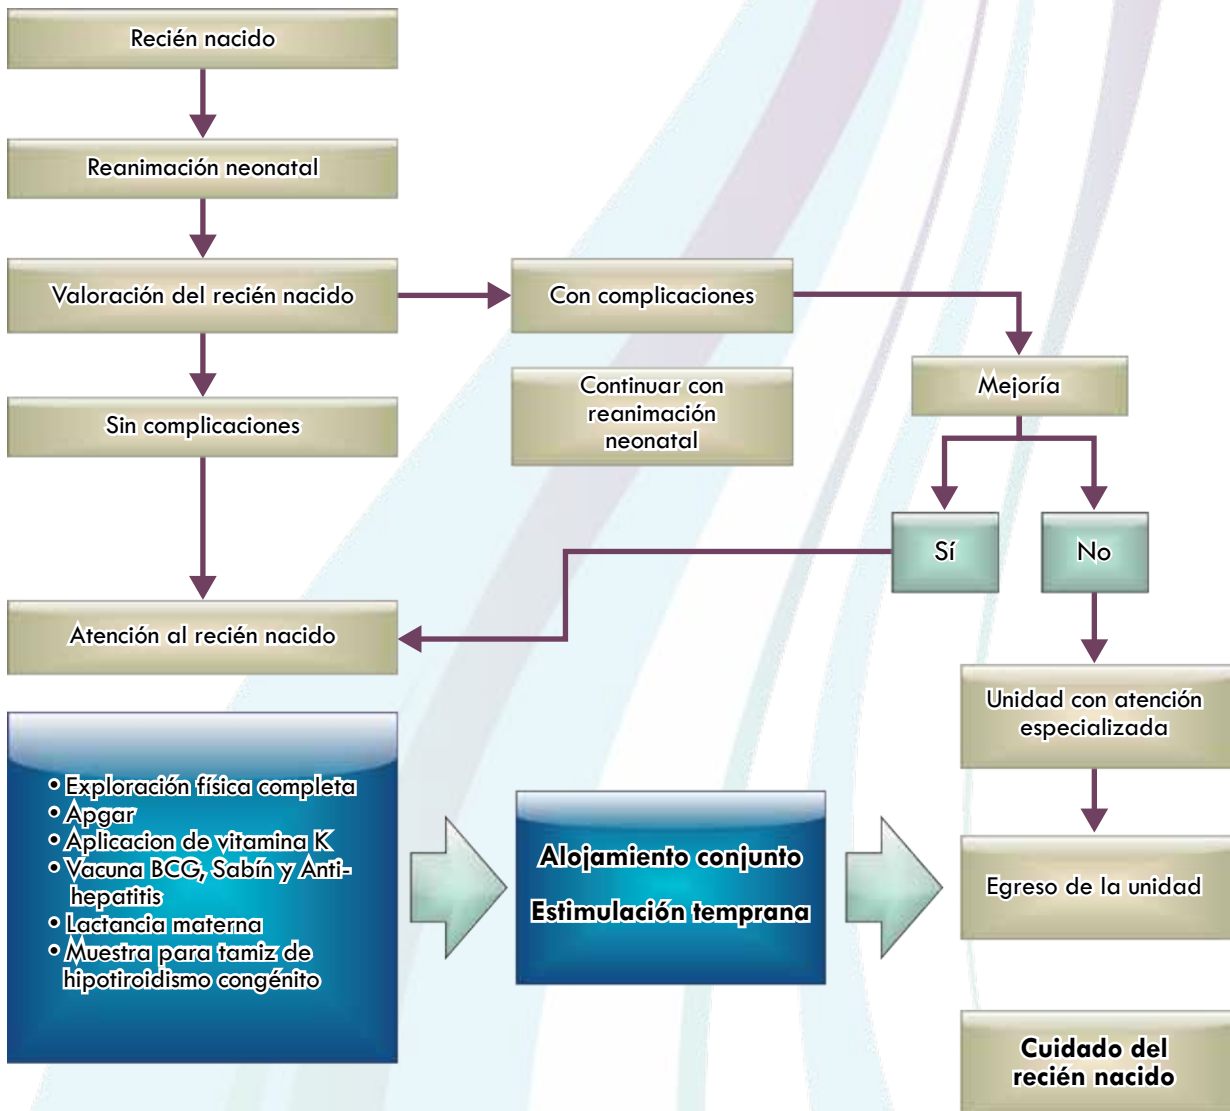 Recién nacido
Reanimación neonatal
Valoración del recién nacido
Con complicaciones
Continuar con
reanimación
neonatal
Mejoría
Sin complicaciones
Sí
No
Atención al recién nacido
Unidad con atención
especializada
• Exploración física completa
• Apgar
• Aplicacion de vitamina K
• Vacuna BCG, Sabín y Anti-
hepatitis
• Lactancia materna
• Muestra para tamiz de
hipotiroidismo congénito
Alojamiento conjunto
Estimulación temprana
Egreso de la unidad
Cuidado del
recién nacido